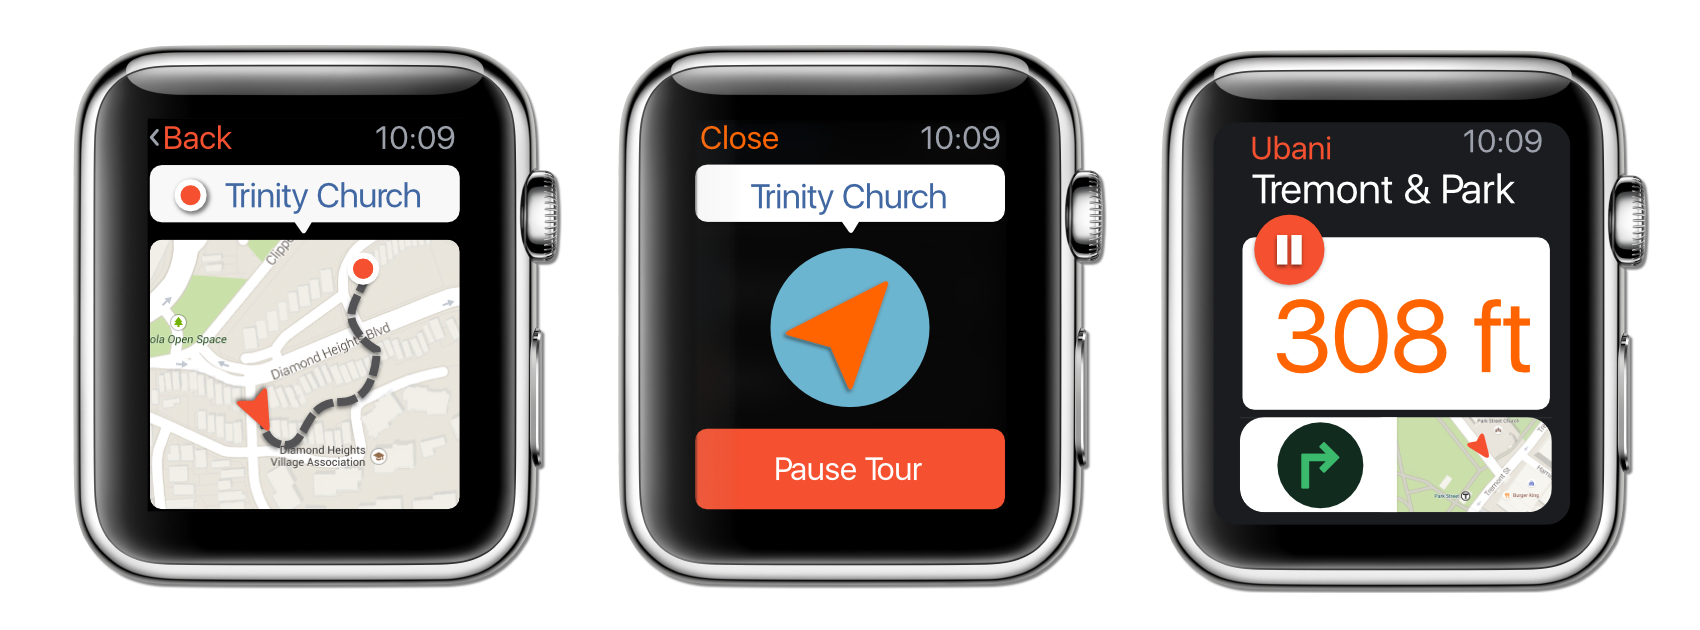 Back
10:09
Trinity Church
Clippe
ola Open Space
Diamond Heights Blvd
Diamond Heights
Village Association
Close
10:09
Trinity Church
Pause Tour
Ubani
10:09
Tremont & Park
308 ft
Park Street Church
Tremont St
Park Street
Burger King